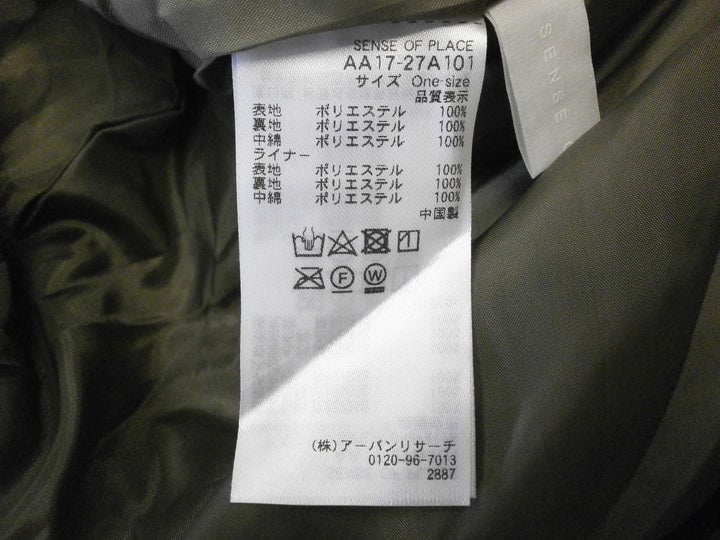 SENSE OF PLACE
AA17-27A101
サイズ One size
品質表示
表地 ポリエステル 100%
裏地 ポリエステル 100%
中綿 ポリエステル 100%
ライナー
表地 ポリエステル 100%
裏地 ポリエステル 100%
中綿 ポリエステル 100%
中国製
F W
(株)アーバンリサーチ
0120-96-7013
2887
SENSE